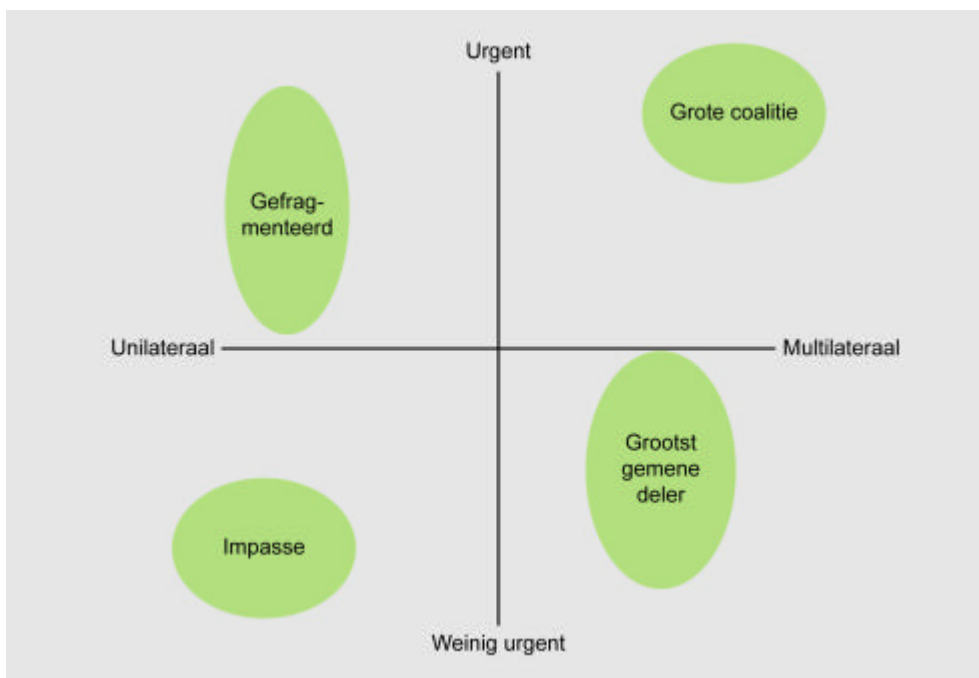 Urgent
Grote coalitie
Gefrag-
menteerd
Unilateraal
Multilateraal
Grootst
gemene
deler
Impasse
Weinig urgent